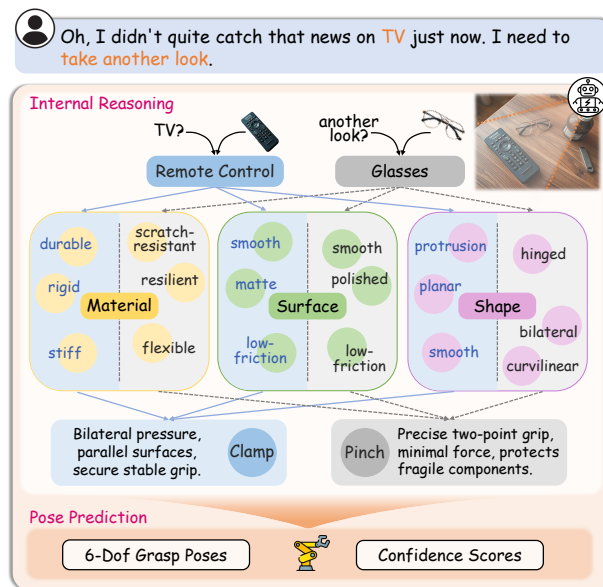 Oh, I didn't quite catch that news on TV just now. I need to
take another look.
Internal Reasoning
TV?
another
look?
Remote Control
Glasses
durable
rigid
stiff
scratch-
resistant
resilient
flexible
Material
smooth
matte
low-
friction
smooth
polished
low-
friction
Surface
protrusion
planar
smooth
hinged
bilateral
curvilinear
Shape
Bilateral pressure,
parallel surfaces,
secure stable grip.
Clamp
Pinch
Precise two-point grip,
minimal force, protects
fragile components.
Pose Prediction
6-Dof Grasp Poses
Confidence Scores